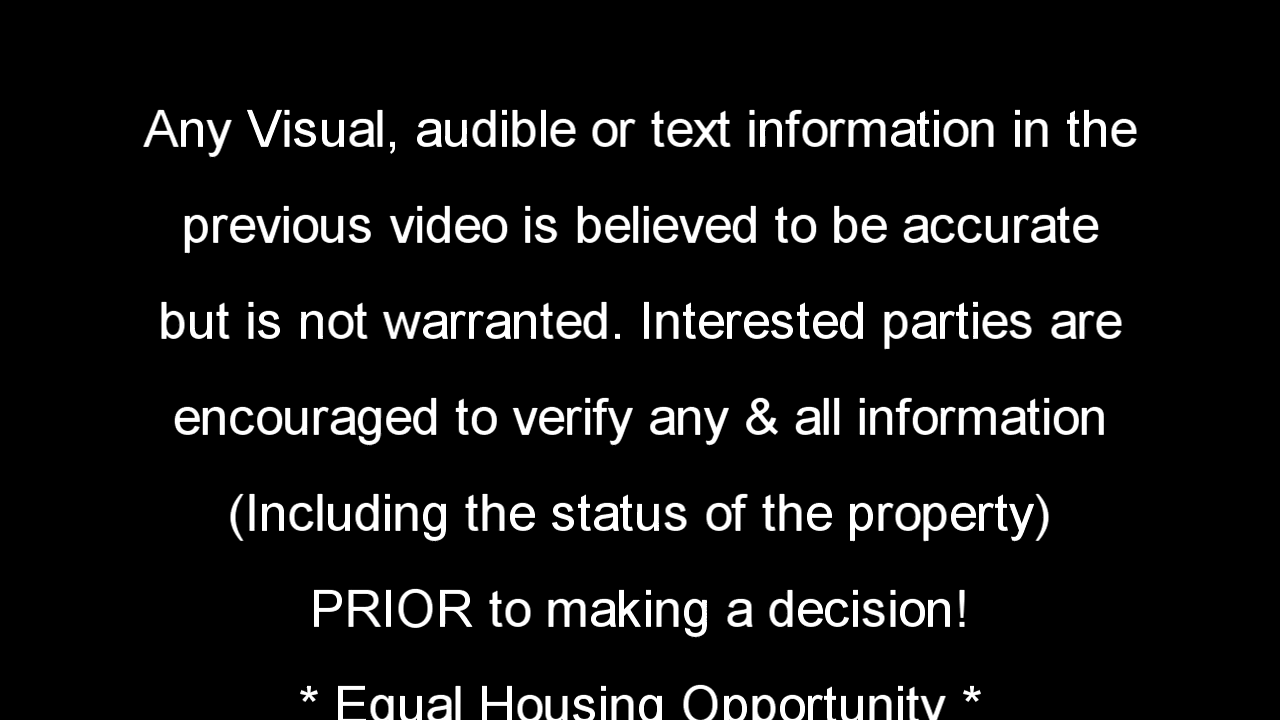 Any Visual, audible or text information in the
previous video is believed to be accurate
but is not warranted. Interested parties are
encouraged to verify any & all information
(Including the status of the property)
PRIOR to making a decision!
* Equal Housing Opportunity *